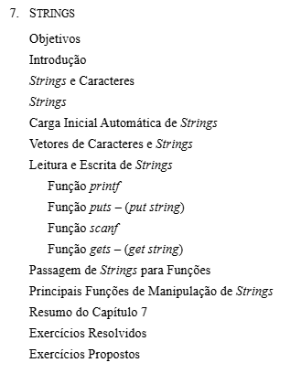 7. STRINGS
Objetivos
Introdução
Strings e Caracteres
Strings
Carga Inicial Automática de Strings
Vetores de Caracteres e Strings
Leitura e Escrita de Strings
Função printf
Função puts – (put string)
Função scanf
Função gets – (get string)
Passagem de Strings para Funções
Principais Funções de Manipulação de Strings
Resumo do Capítulo 7
Exercícios Resolvidos
Exercícios Propostos